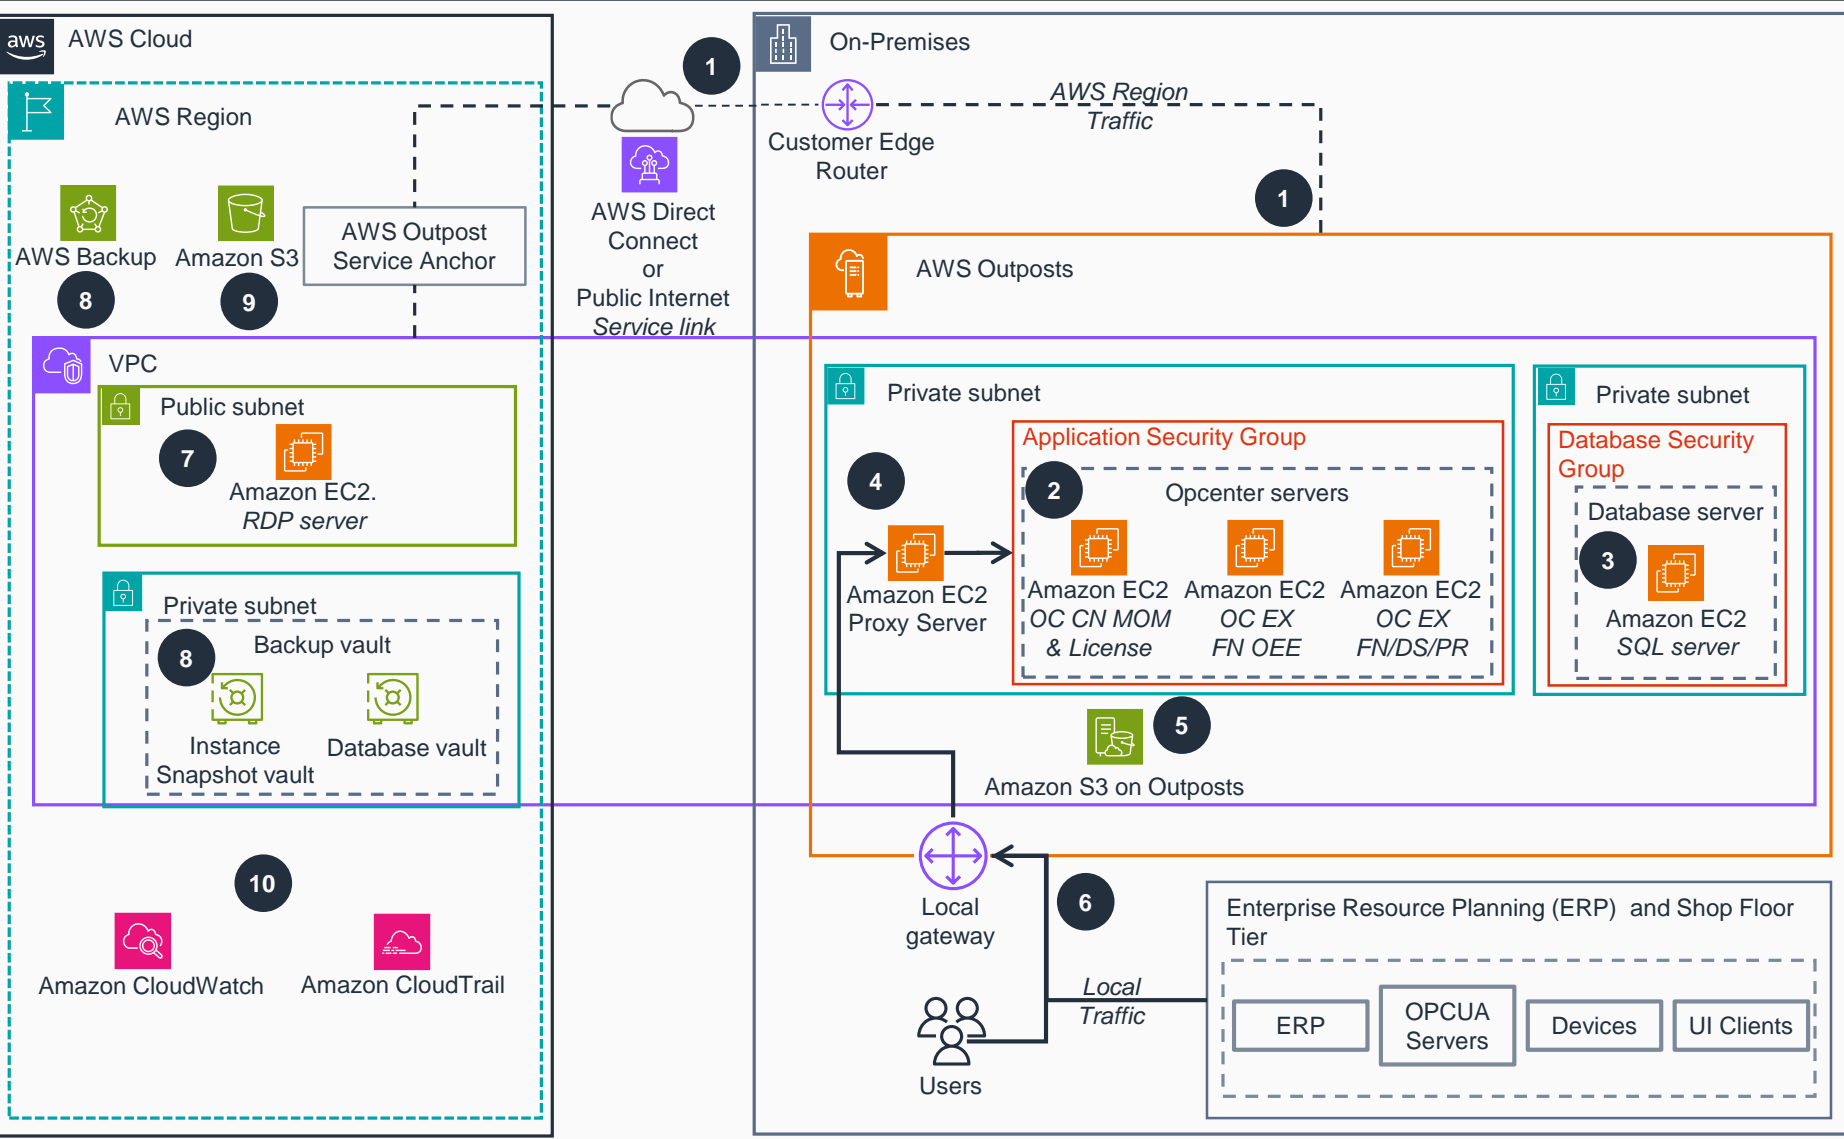 aws
AWS Cloud
AWS Region
AWS Backup
8
Amazon S3
9
AWS Outpost
Service Anchor
1
AWS Direct
Connect
or
Public Internet
Service link
VPC
Public subnet
7
Amazon EC2.
RDP server
Private subnet
8
Backup vault
Instance
Snapshot vault
Database vault
10
Amazon CloudWatch
Amazon CloudTrail
On-Premises
Customer Edge
Router
AWS Region
Traffic
1
AWS Outposts
Private subnet
4
Amazon EC2
Proxy Server
Application Security Group
2
Opcenter servers
Amazon EC2
OC CN MOM
& License
Amazon EC2
OC EX
FN OEE
Amazon EC2
OC EX
FN/DS/PR
Private subnet
Database Security
Group
Database server
3
Amazon EC2
SQL server
5
Amazon S3 on Outposts
Local
gateway
6
Local
Traffic
Users
Enterprise Resource Planning (ERP)  and Shop Floor
Tier
ERP
OPCUA
Servers
Devices
UI Clients